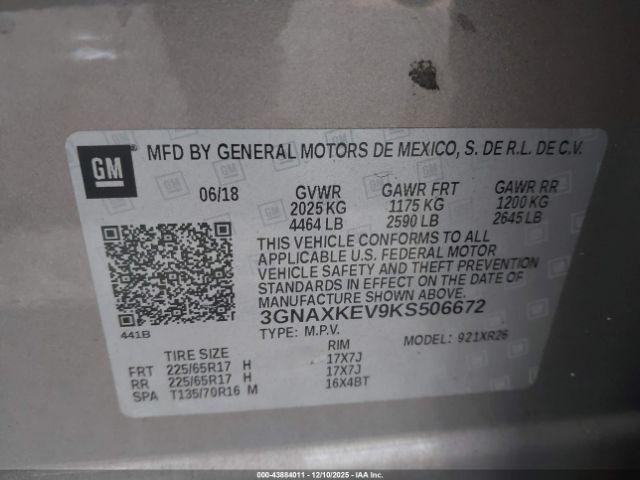 GM
MFD BY GENERAL MOTORS DE MEXICO, S. DE R.L. DE C.V.
06/18 GVWR GAWR FRT GAWR RR
2025 KG 1175 KG 1200 KG
4464 LB 2590 LB 2645 LB
THIS VEHICLE CONFORMS TO ALL
APPLICABLE U.S. FEDERAL MOTOR
VEHICLE SAFETY AND THEFT PREVENTION
STANDARDS IN EFFECT ON THE DATE OF
MANUFACTURE SHOWN ABOVE.
3GNAXKEV9KS506672
441B TYPE: M.P.V. MODEL: 921XR26
TIRE SIZE RIM
FRT 225/65R17 H 17X7J
RR 225/65R17 H 17X7J
SPA T135/70R16 M 16X4BT
000-43884011 - 12/10/2025 - IAA Inc.